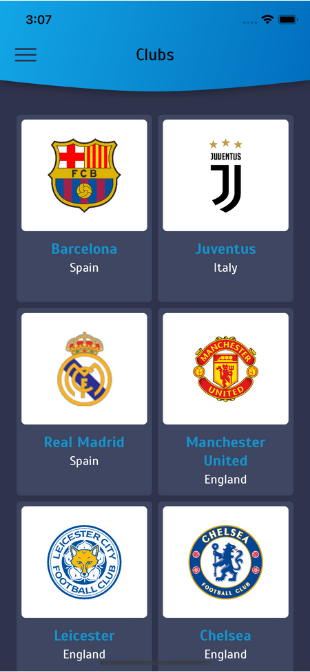 3:07
Clubs
F C B
JUVENTUS
Barcelona
Juventus
Spain
Italy
MANCHESTER
UNITED
Real Madrid
Manchester
United
Spain
England
LEICESTER CITY
FOOTBALL CLUB
CHELSEA
FOOTBALL CLUB
Leicester
Chelsea
England
England